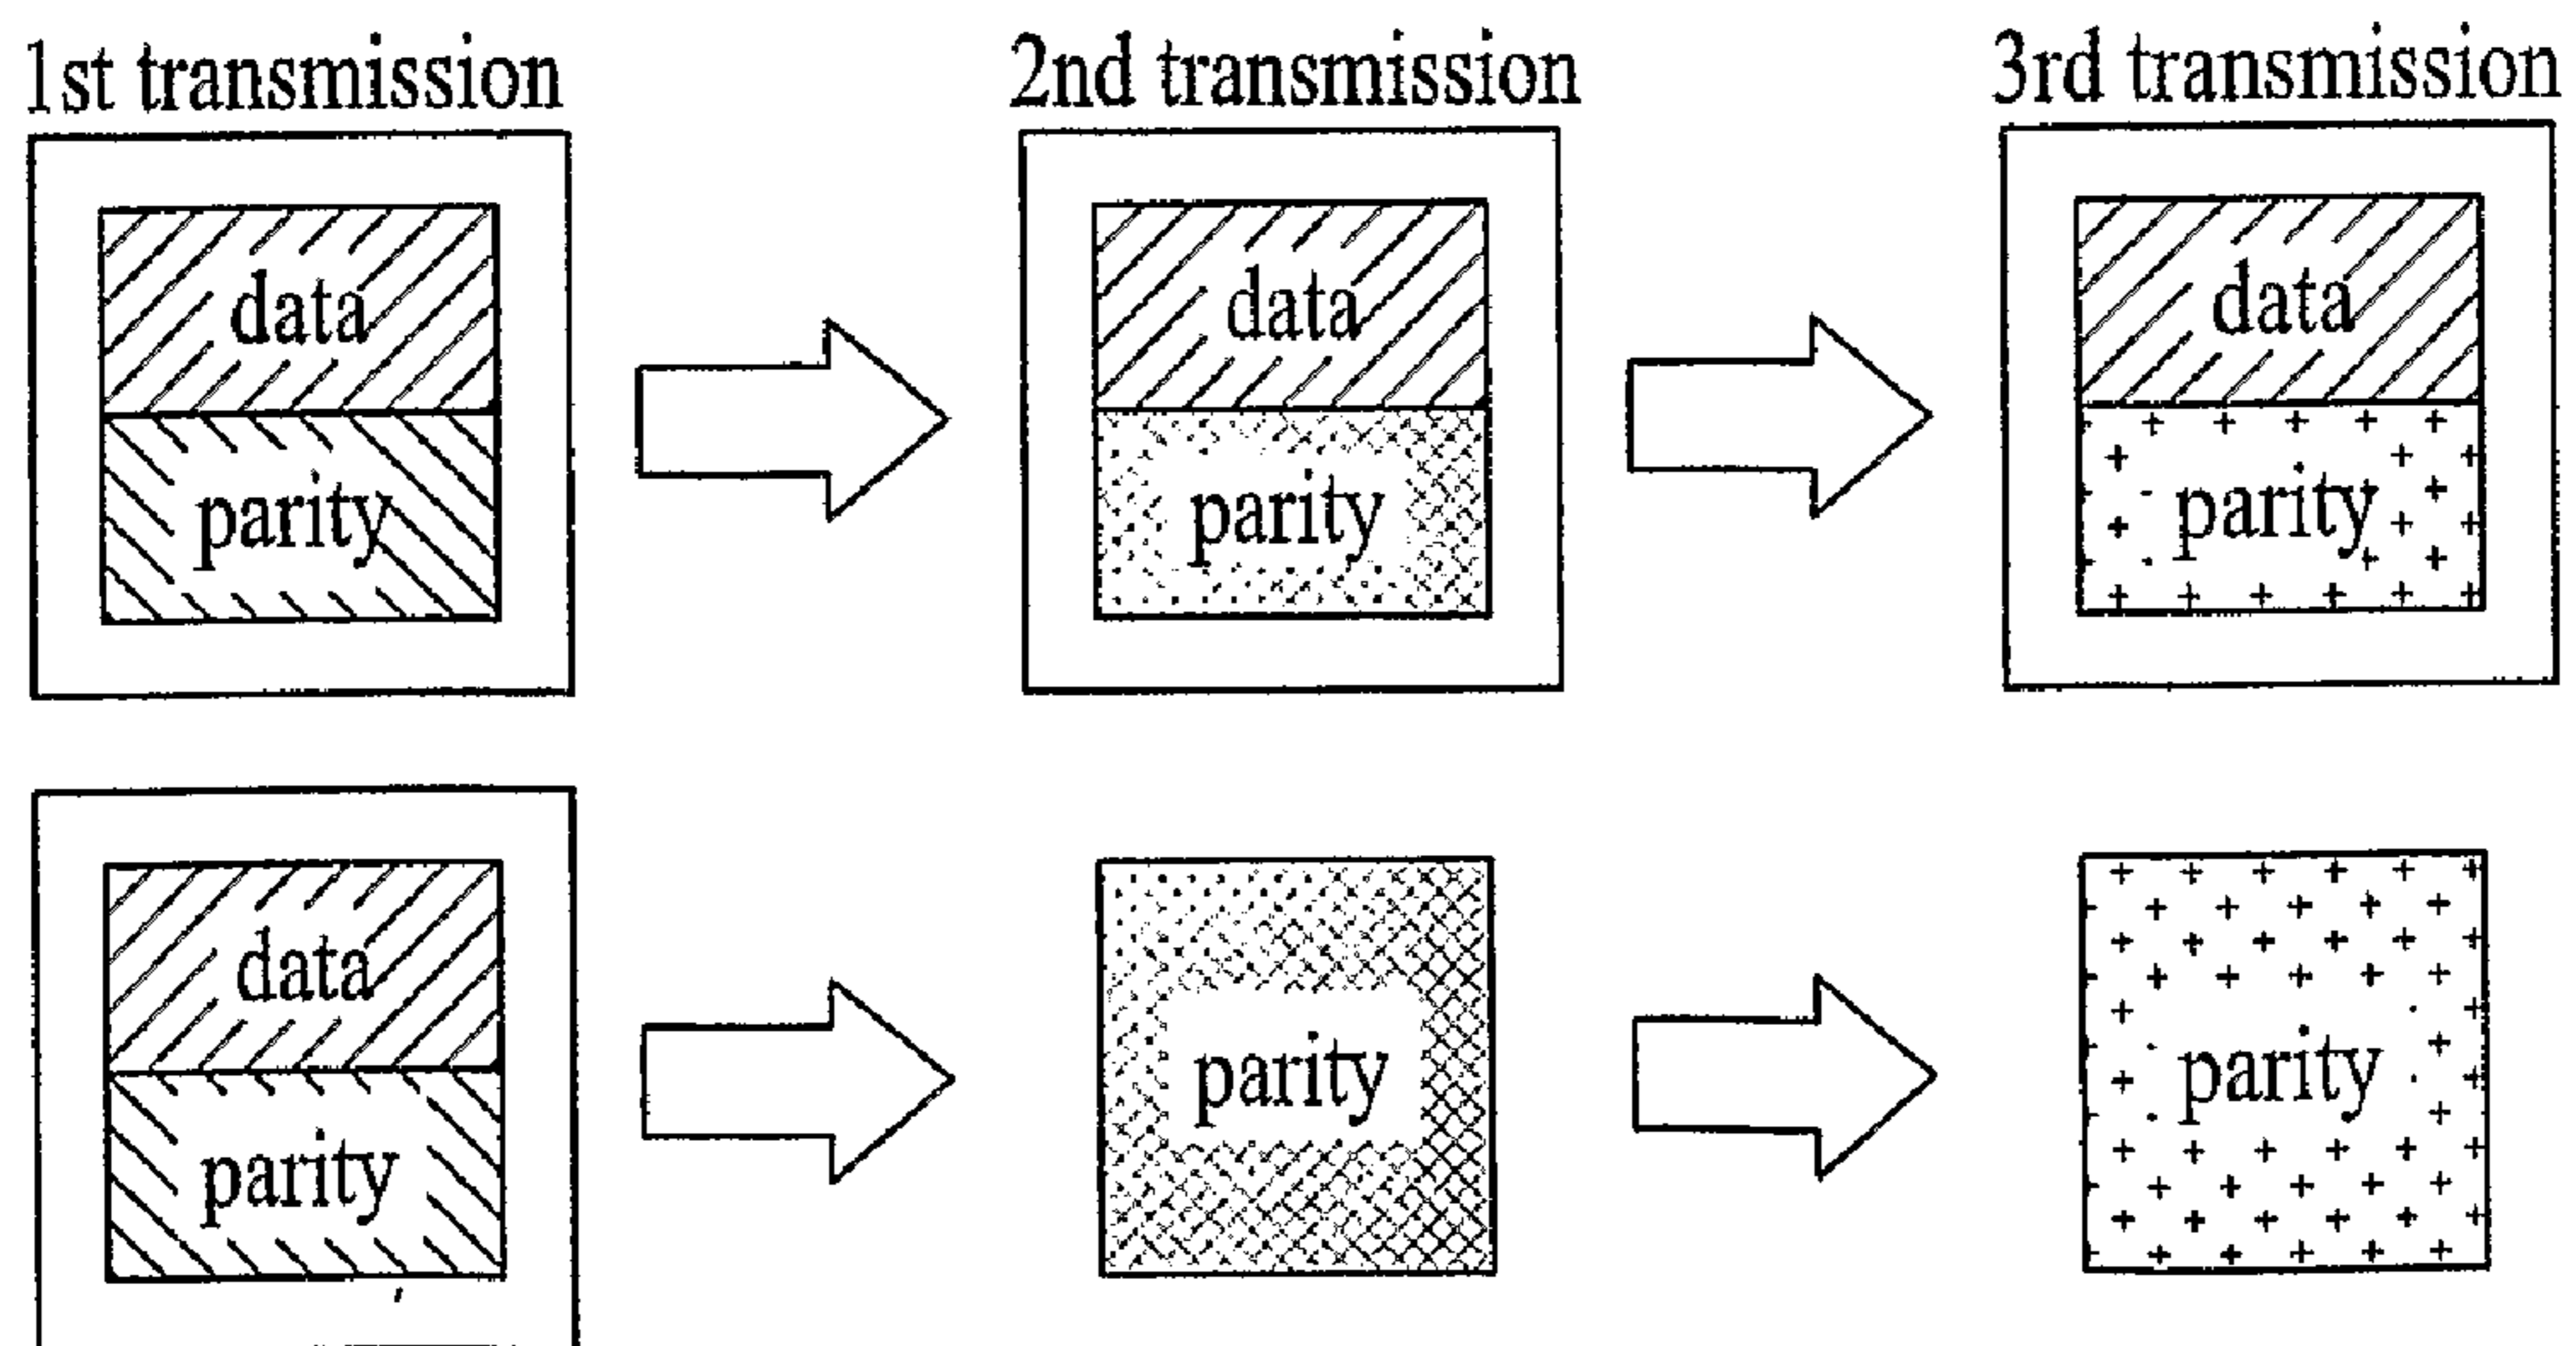 1st transmission 2nd transmission 3rd transmission
data data data
parity parity parity
data
parity parity parity